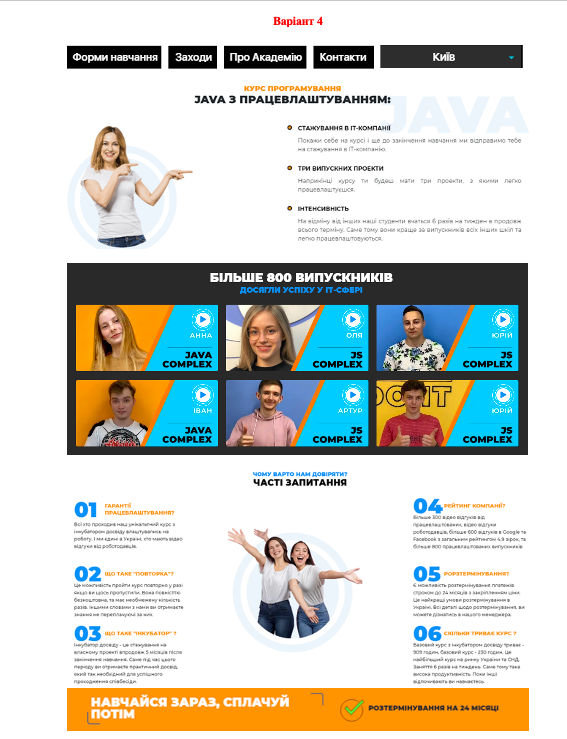 Варіант 4
Форми навчання Заходи Про Академію Контакти Київ
КУРС ПРОГРАМУВАННЯ
JAVA З ПРАЦЕВЛАШТУВАННЯМ:
JAVA
СТАЖУВАННЯ В ІТ-КОМПАНІЇ
Покажи себе на курсі і ще до закінчення навчання ми відправимо тебе
на стажування в ІТ-компанію
ТРИ ВИПУСКНИХ ПРОЕКТИ
Наприкінці курсу ти будеш мати три проекти, з якими легко
працевлаштуєшся.
ІНТЕНСИВНІСТЬ
На відміну від інших наші студенти вчаться 6 разів на тиждень в продовж
всього терміну. Саме тому вони краще за випускників всіх інших шкіл та
легко працевлаштовуються.
БІЛЬШЕ 800 ВИПУСКНИКІВ
ДОСЯГЛИ УСПІХУ У ІТ-СФЕРІ
АННА
JAVA
COMPLEX
ОЛЯ
JS
COMPLEX
ЮРІЙ
JS
COMPLEX
ІВАН
JAVA
COMPLEX
АРТУР
JS
COMPLEX
ЮРІЙ
JS
COMPLEX
ЧОМУ ВАРТО НАМ ДОВІРЯТИ?
ЧАСТІ ЗАПИТАННЯ
01 ГАРАНТІЇ
ПРАЦЕВЛАШТУВАННЯ?
Всі хто проходив наш унікалитний курс з
інкубатором досвіду влаштувались на
роботу. І ми єдині в Україні, хто мають відео
відгуки від роботодавців.
02 ЩО ТАКЕ "ПОВТОРКА"?
Це можливість пройти курс повторно у разі
якщо ви щось пропустили. Вона повністю
безкоштовна, та має необмежену кількість
разів, іншими словами з нами ви отримаєте
знання не переплачуючі за них.
03 ЩО ТАКЕ "ІНКУБАТОР" ?
Інкубатор досвіду - це стажування на
власному проекті впродовж 5 місяців після
закінчення навчання. Саме під час цього
періоду ви отримаєте практичний досвід,
який так необхідний для успішного
проходження співбесіди.
04 РЕЙТИНГ КОМПАНІЇ?
Більше 300 відео відгуків від
працевлаштованих, відео відгуки
роботодавців, більше 600 відгуків в Google та
Facebook з загальним рейтингом 4.9 зірок, та
більше 800 працевлаштованих випускників
05 РОРЗТЕРМІНУВАННЯ?
Є можливість розтермінування платежів
строком до 24 місяців з закріпленням ціни.
Це найкращі умови розтермінування в
Україні. Всі деталі щодо розтермінування, ви
можете дізнатись в нашого менеджера.
06 СКІЛЬКИ ТРИВАЄ КУРС ?
Базовий курс з інкубатором досвіду триває -
909 годин, базовий курс - 230 годин. Це
найбільший курс на ринку України та СНД.
Заняття 6 разів на тиждень. Саме тому така
висока продуктивність. Поки інші
відпочивають ви навчаєтесь.
НАВЧАЙСЯ ЗАРАЗ, СПЛАЧУЙ
ПОТІМ
РОЗТЕРМІНУВАННЯ НА 24 МІСЯЦІ